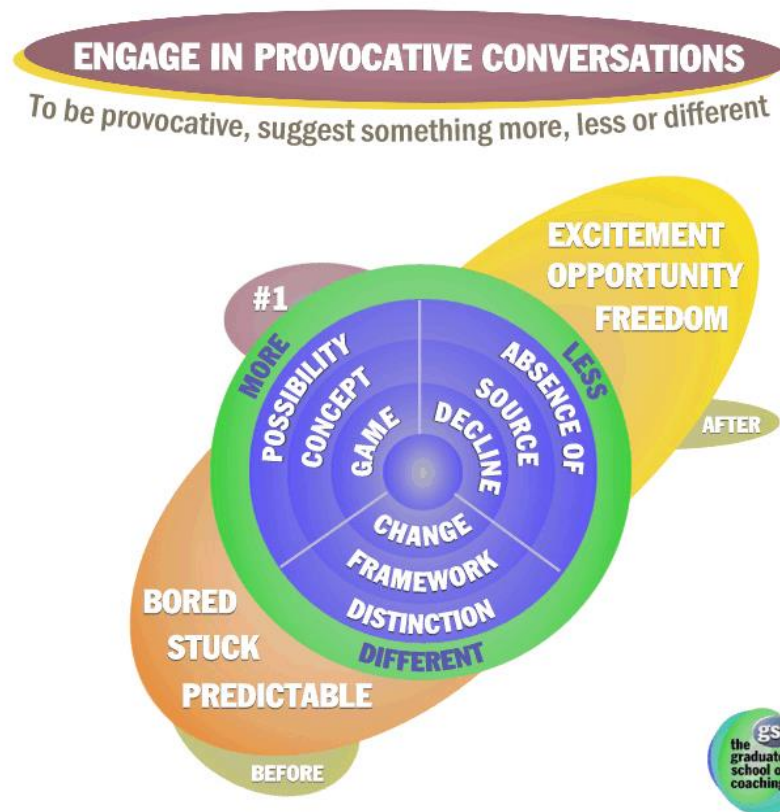 ENGAGE IN PROVOCATIVE CONVERSATIONS
To be provocative, suggest something more, less or different
EXCITEMENT
OPPORTUNITY
FREEDOM
AFTER
#1
MORE
POSSIBILITY
CONCEPT
GAME
LESS
ABSENCE OF
SOURCE
DECLINE
CHANGE
FRAMEWORK
DISTINCTION
DIFFERENT
BORED
STUCK
PREDICTABLE
BEFORE
gs
the
graduate
school o
coaching